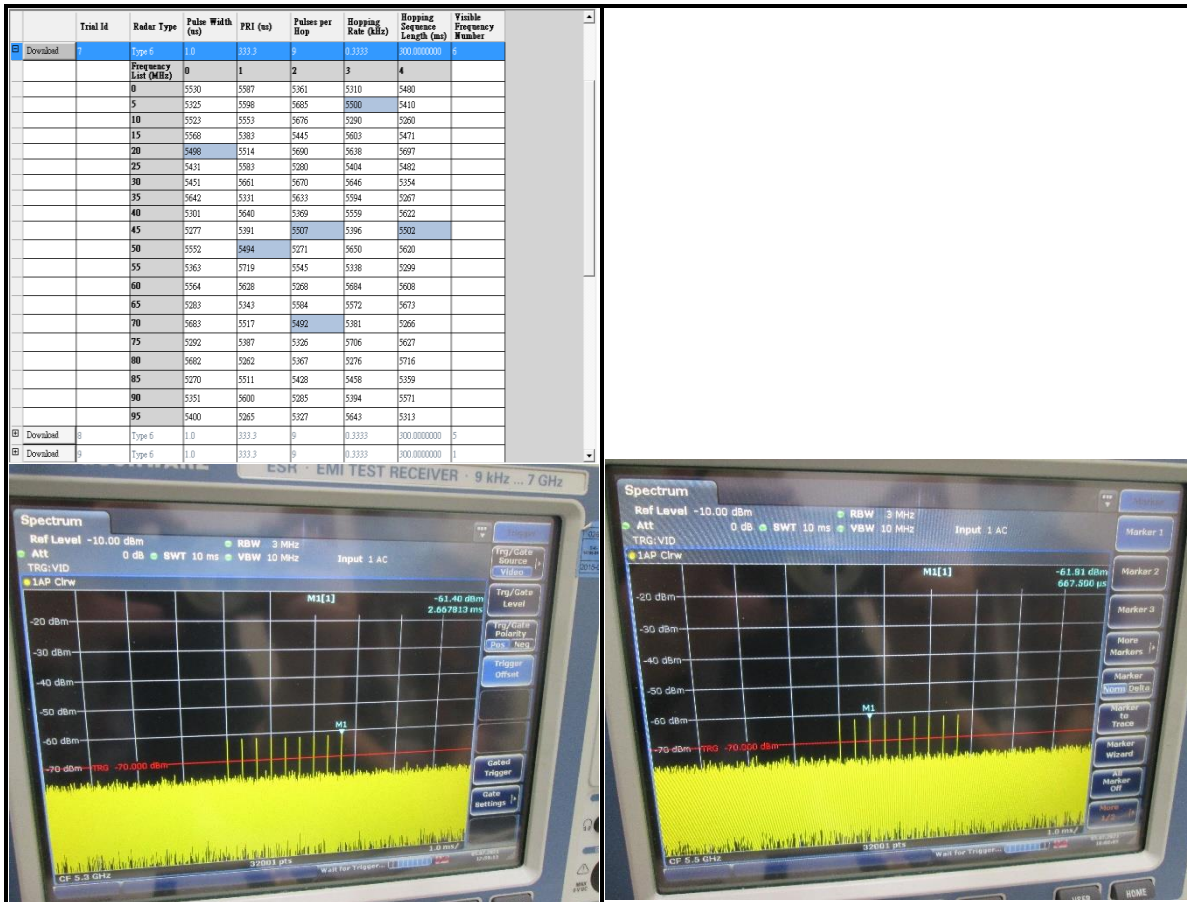 Trial Id Radar Type Pulse Width (us) PRI (us) Pulses per Hop Hopping Rate (kHz) Hopping Sequence Length (ms) Visible Frequency Number
Download 7 Type 6 1.0 333.3 9 0.3333 300.0000000 6
Frequency List (MHz) 0 1 2 3 4
0 5530 5587 5361 5310 5480
5 5325 5598 5685 5500 5410
10 5523 5553 5676 5290 5260
15 5568 5383 5445 5603 5471
20 5498 5514 5690 5638 5697
25 5431 5583 5280 5404 5482
30 5451 5661 5670 5646 5354
35 5642 5331 5633 5594 5267
40 5301 5640 5369 5559 5622
45 5277 5391 5507 5396 5502
50 5552 5494 5271 5650 5620
55 5363 5719 5545 5338 5299
60 5564 5628 5268 5684 5608
65 5283 5343 5584 5572 5673
70 5683 5517 5492 5381 5266
75 5292 5387 5326 5706 5627
80 5682 5262 5367 5276 5716
85 5270 5511 5428 5458 5359
90 5351 5600 5285 5394 5571
95 5400 5265 5327 5643 5313
Download 8 Type 6 1.0 333.3 9 0.3333 300.0000000 5
Download 9 Type 6 1.0 333.3 9 0.3333 300.0000000 1
ESR · EMI TEST RECEIVER · 9 kHz ... 7 GHz
Spectrum
Ref Level -10.00 dBm RBW 3 MHz
Att 0 dB SWT 10 ms VBW 10 MHz Input 1 AC
TRG:VID
1AP Clrw
M1[1] -61.40 dBm
2.667813 ms
-20 dBm
-30 dBm
-40 dBm
-50 dBm
M1
-60 dBm
-70 dBm TRG -70.000 dBm
CF 5.3 GHz 32001 pts 1.0 ms/
Wait for Trigger...
Trg/Gate Source
Video
Trg/Gate Level
Trg/Gate Polarity
Pos Neg
Trigger Offset
Gated Trigger
Gate Settings
Spectrum
Ref Level -10.00 dBm RBW 3 MHz
Att 0 dB SWT 10 ms VBW 10 MHz Input 1 AC
TRG:VID
1AP Clrw
M1[1] -61.81 dBm
667.500 µs
-20 dBm
-30 dBm
-40 dBm
-50 dBm
M1
-60 dBm
-70 dBm TRG -70.000 dBm
CF 5.5 GHz 32001 pts 1.0 ms/
Wait for Trigger...
Marker 1
Marker 2
Marker 3
More Markers
Marker
Norm Delta
Marker to Trace
Marker Wizard
All Marker Off
More 1/2
USER HOME